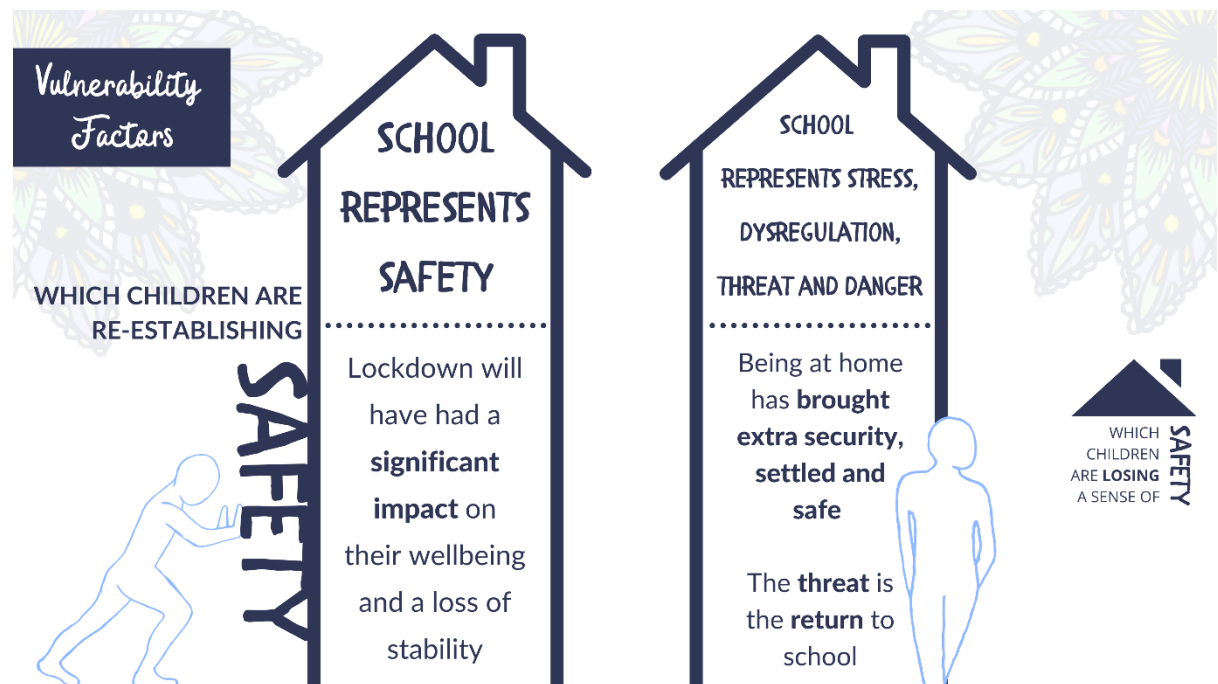 Vulnerability
Factors
WHICH CHILDREN ARE
RE-ESTABLISHING
SAFETY
SCHOOL
REPRESENTS
SAFETY
Lockdown will
have had a
significant
impact on
their wellbeing
and a loss of
stability
SCHOOL
REPRESENTS STRESS,
DYSREGULATION,
THREAT AND DANGER
Being at home
has brought
extra security,
settled and
safe
The threat is
the return to
school
WHICH
CHILDREN
ARE LOSING
A SENSE OF
SAFETY